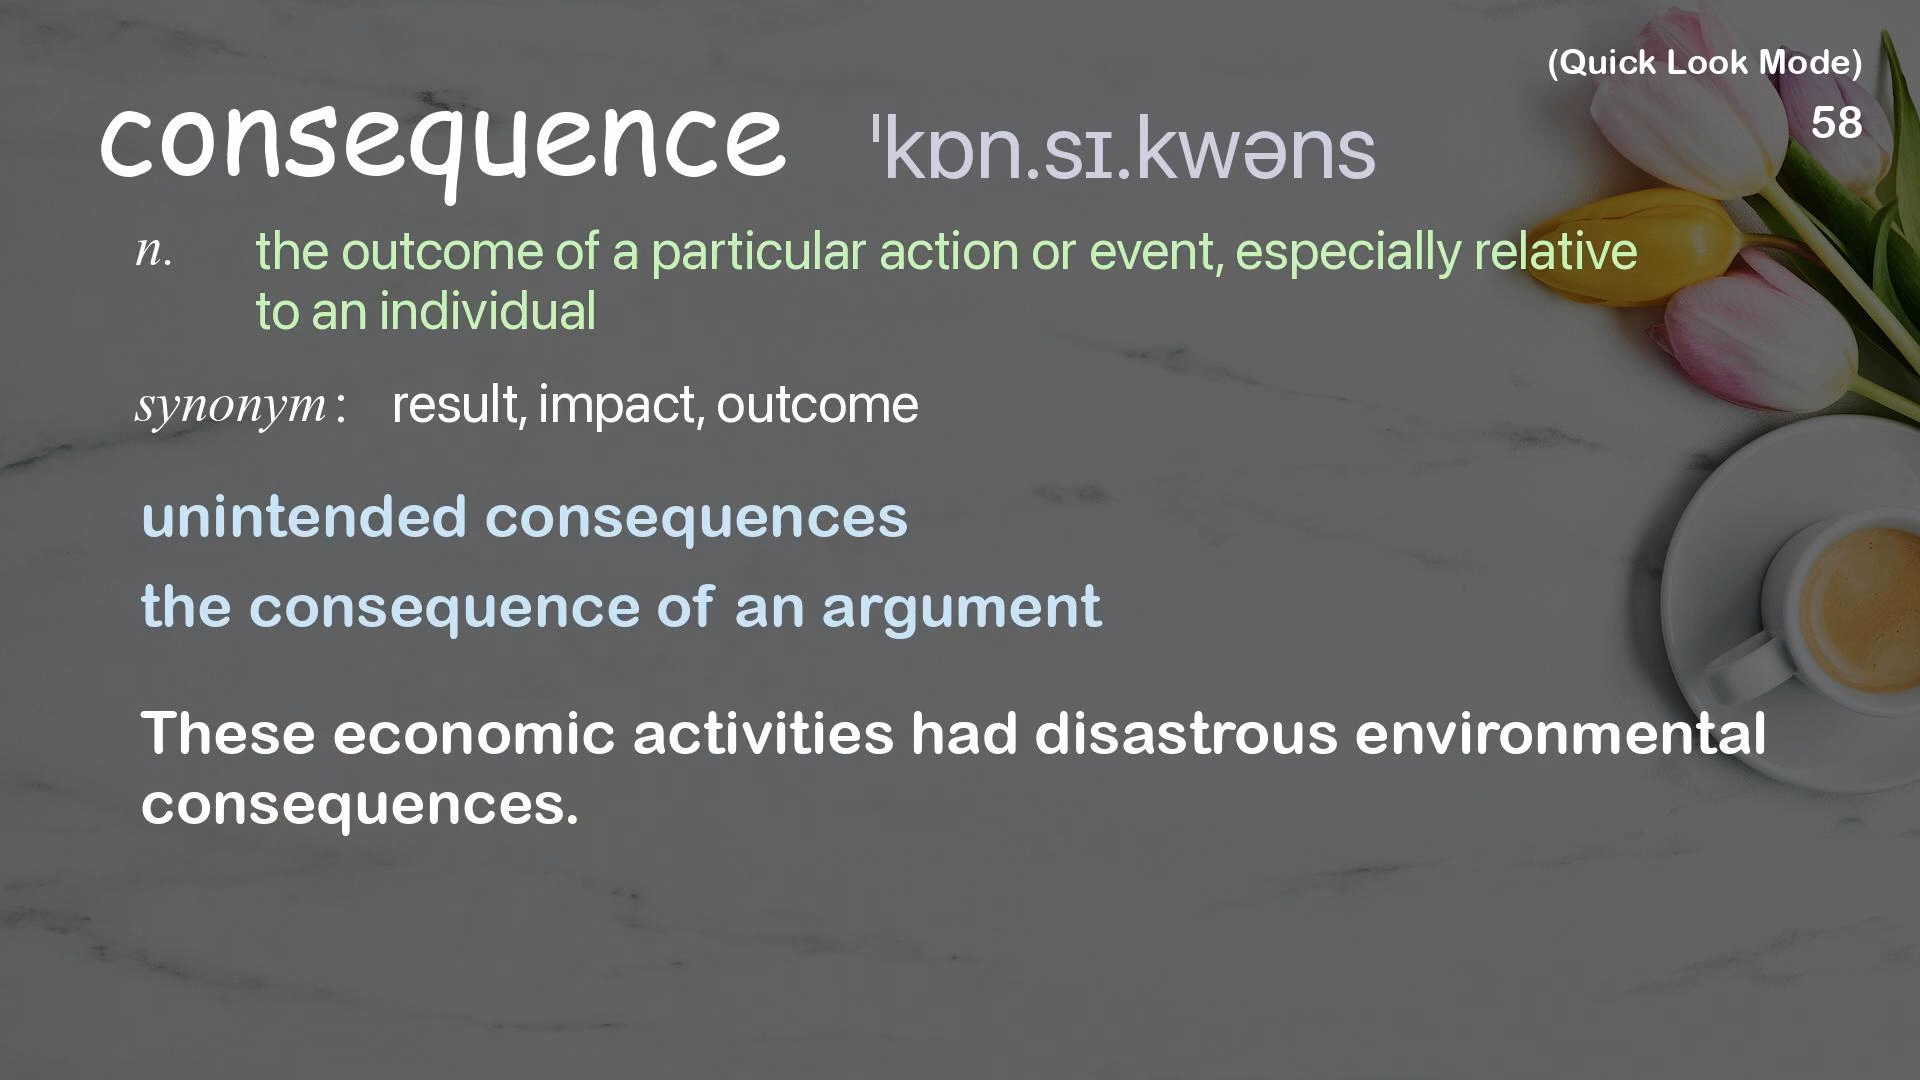 (Quick Look Mode)
58
consequence ˈkɒn.sɪ.kwəns
n. the outcome of a particular action or event, especially relative
to an individual
synonym: result, impact, outcome
unintended consequences
the consequence of an argument
These economic activities had disastrous environmental
consequences.